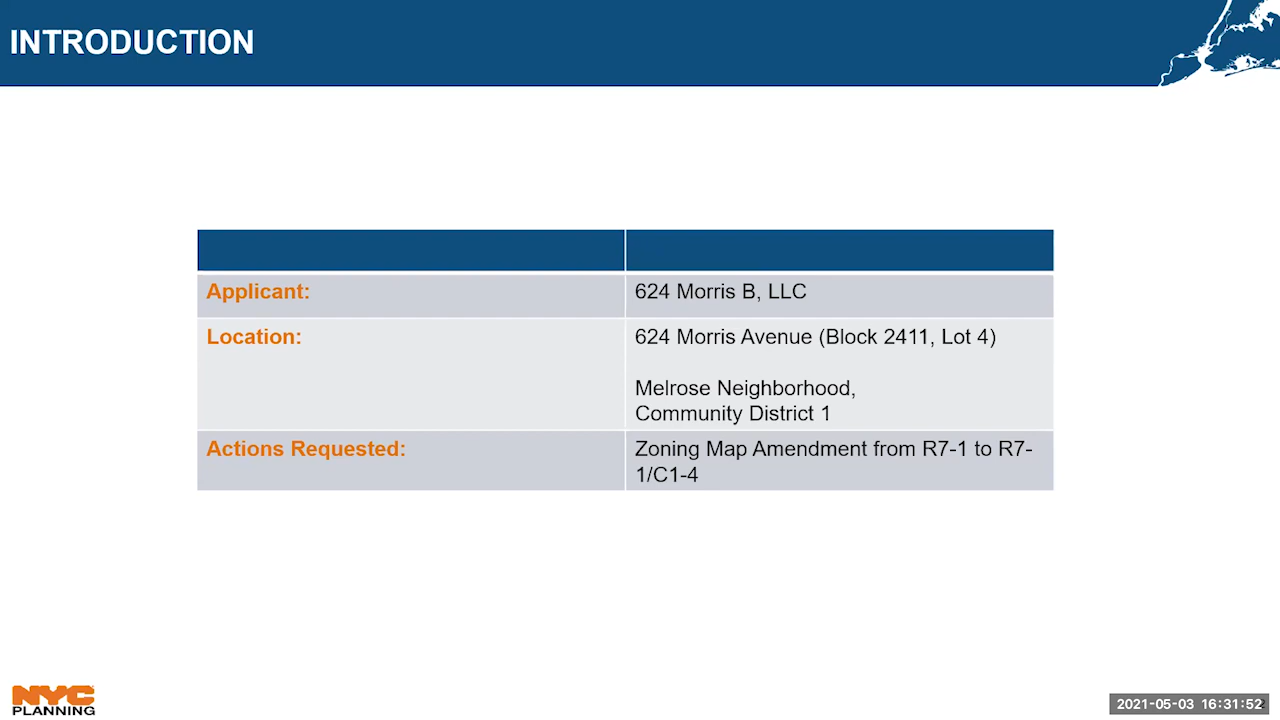 INTRODUCTION
Applicant:
624 Morris B, LLC
Location:
624 Morris Avenue (Block 2411, Lot 4)
Melrose Neighborhood,
Community District 1
Actions Requested:
Zoning Map Amendment from R7-1 to R7-
1/C1-4
NYC
PLANNING
2021-05-03 16:31:52